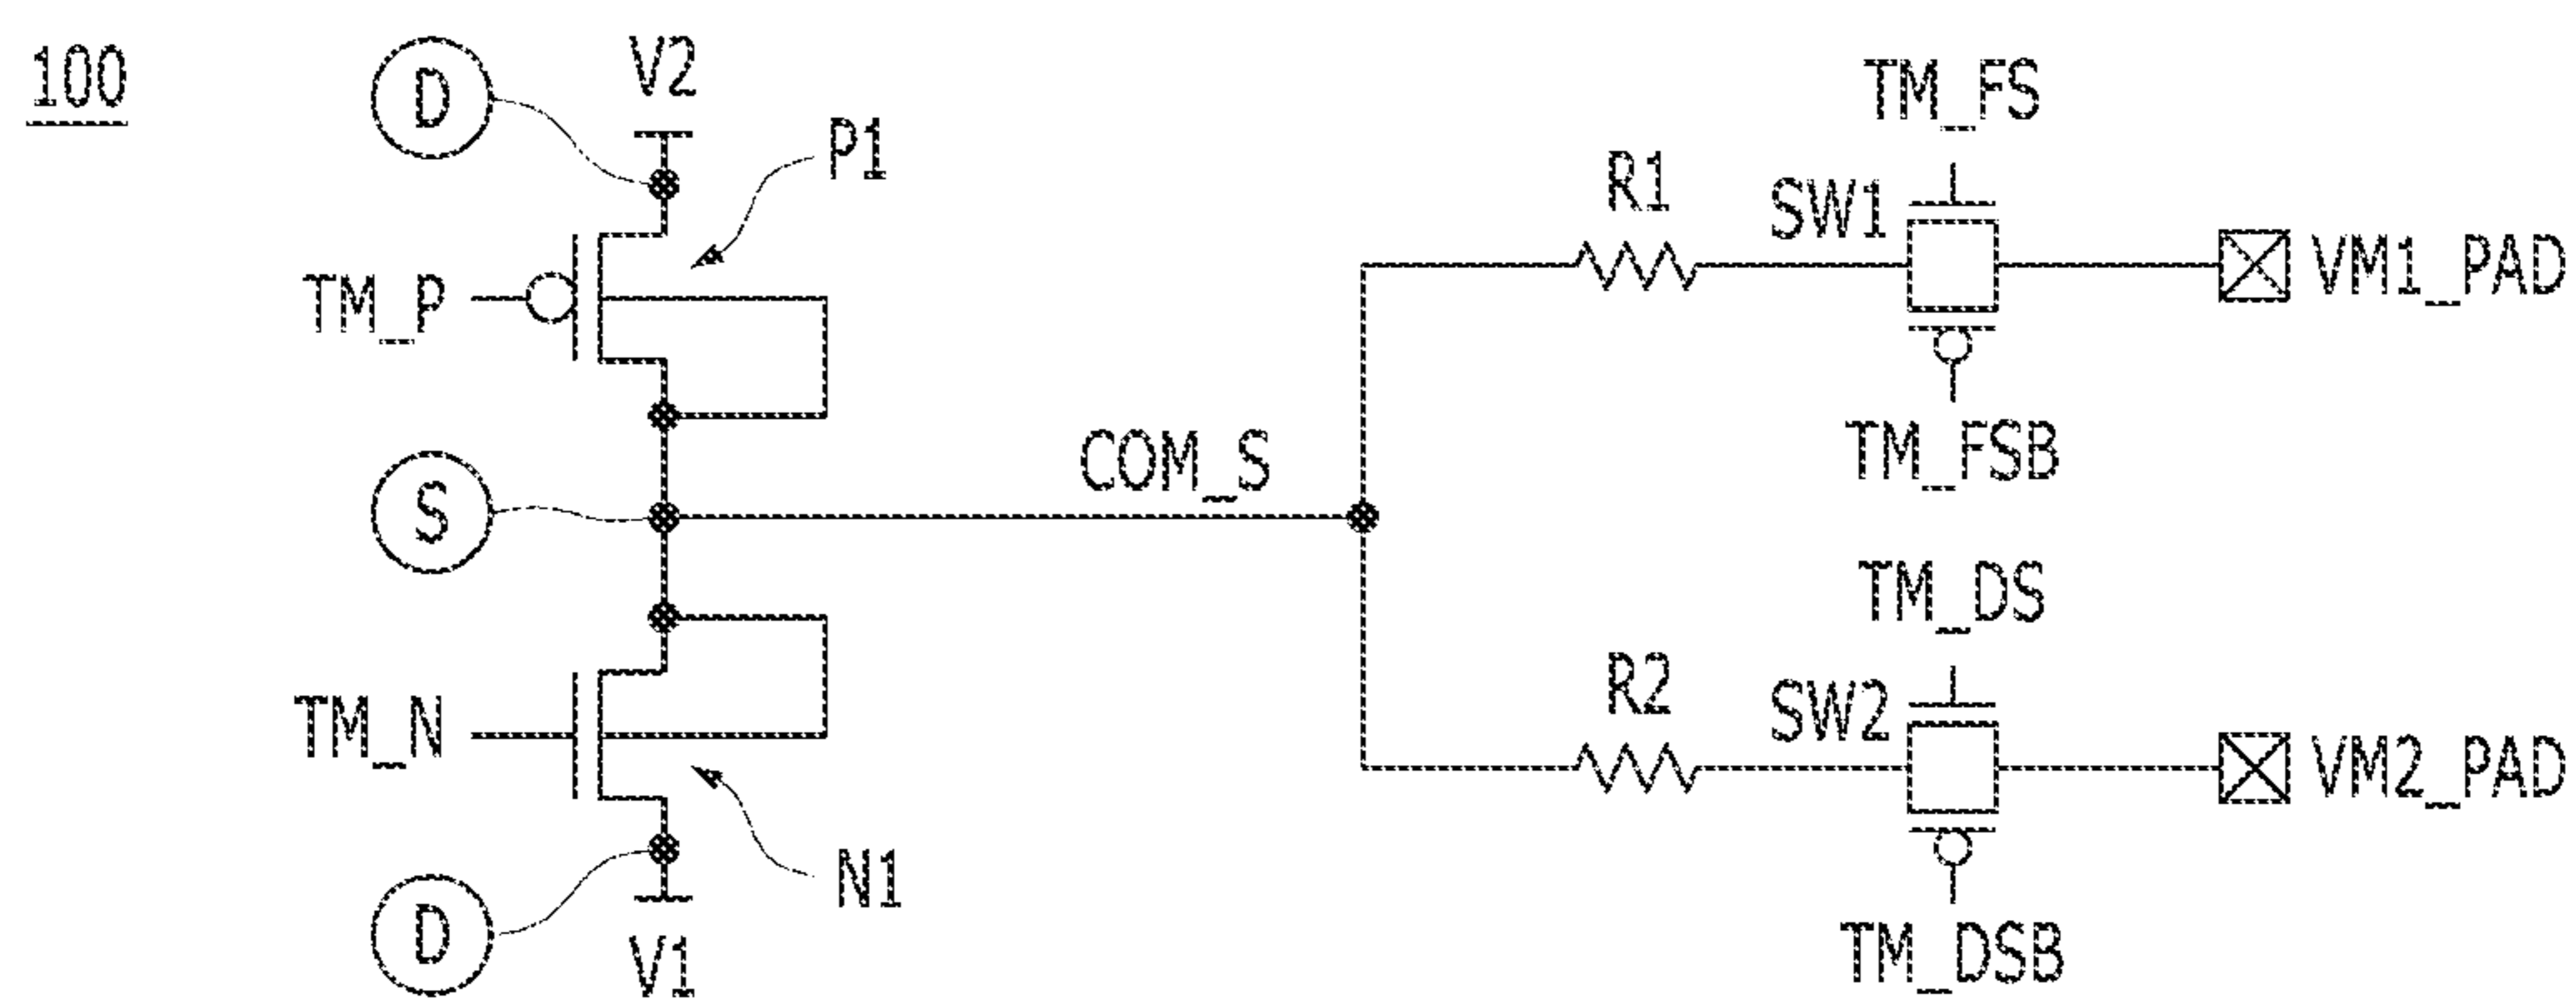 100
D
V2
P1
TM_P
S
COM_S
TM_N
N1
D
V1
R1
SW1
TM_FS
TM_FSB
VM1_PAD
R2
SW2
TM_DS
TM_DSB
VM2_PAD